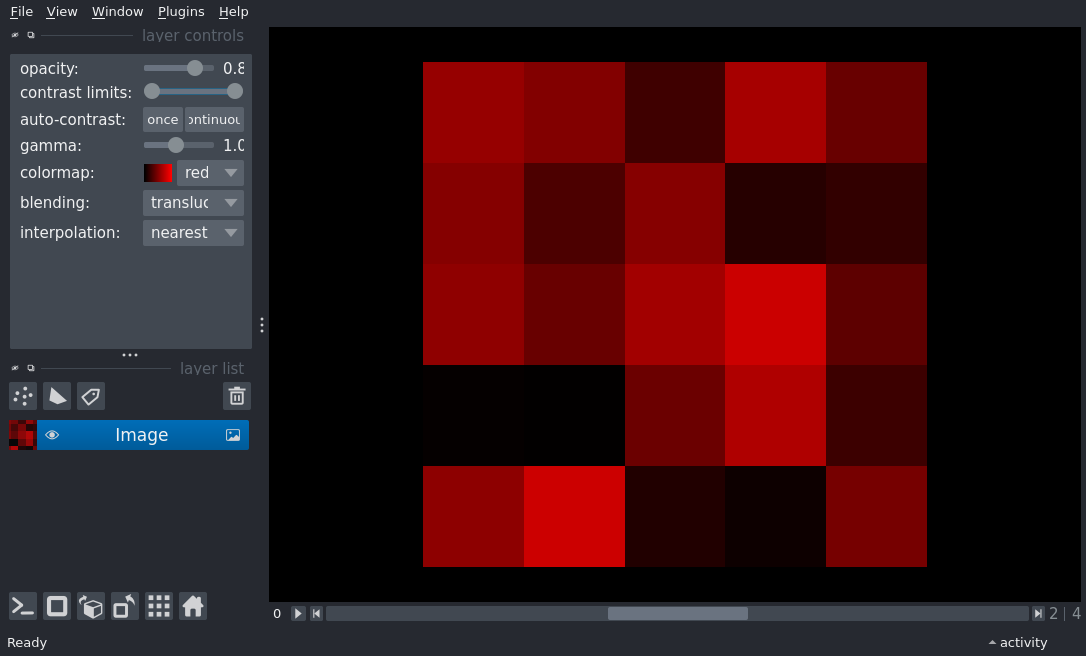 File View Window Plugins Help
layer controls
opacity: 0.8
contrast limits:
auto-contrast: once ontinuou
gamma: 1.0
colormap: red
blending: transluc
interpolation: nearest
layer list
Image
0 2 | 4
Ready activity